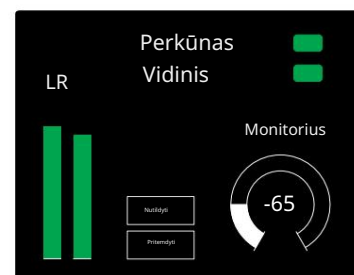 Perkūnas
Vidinis
LR
Monitorius
-65
Nutildyti
Pritemdyti